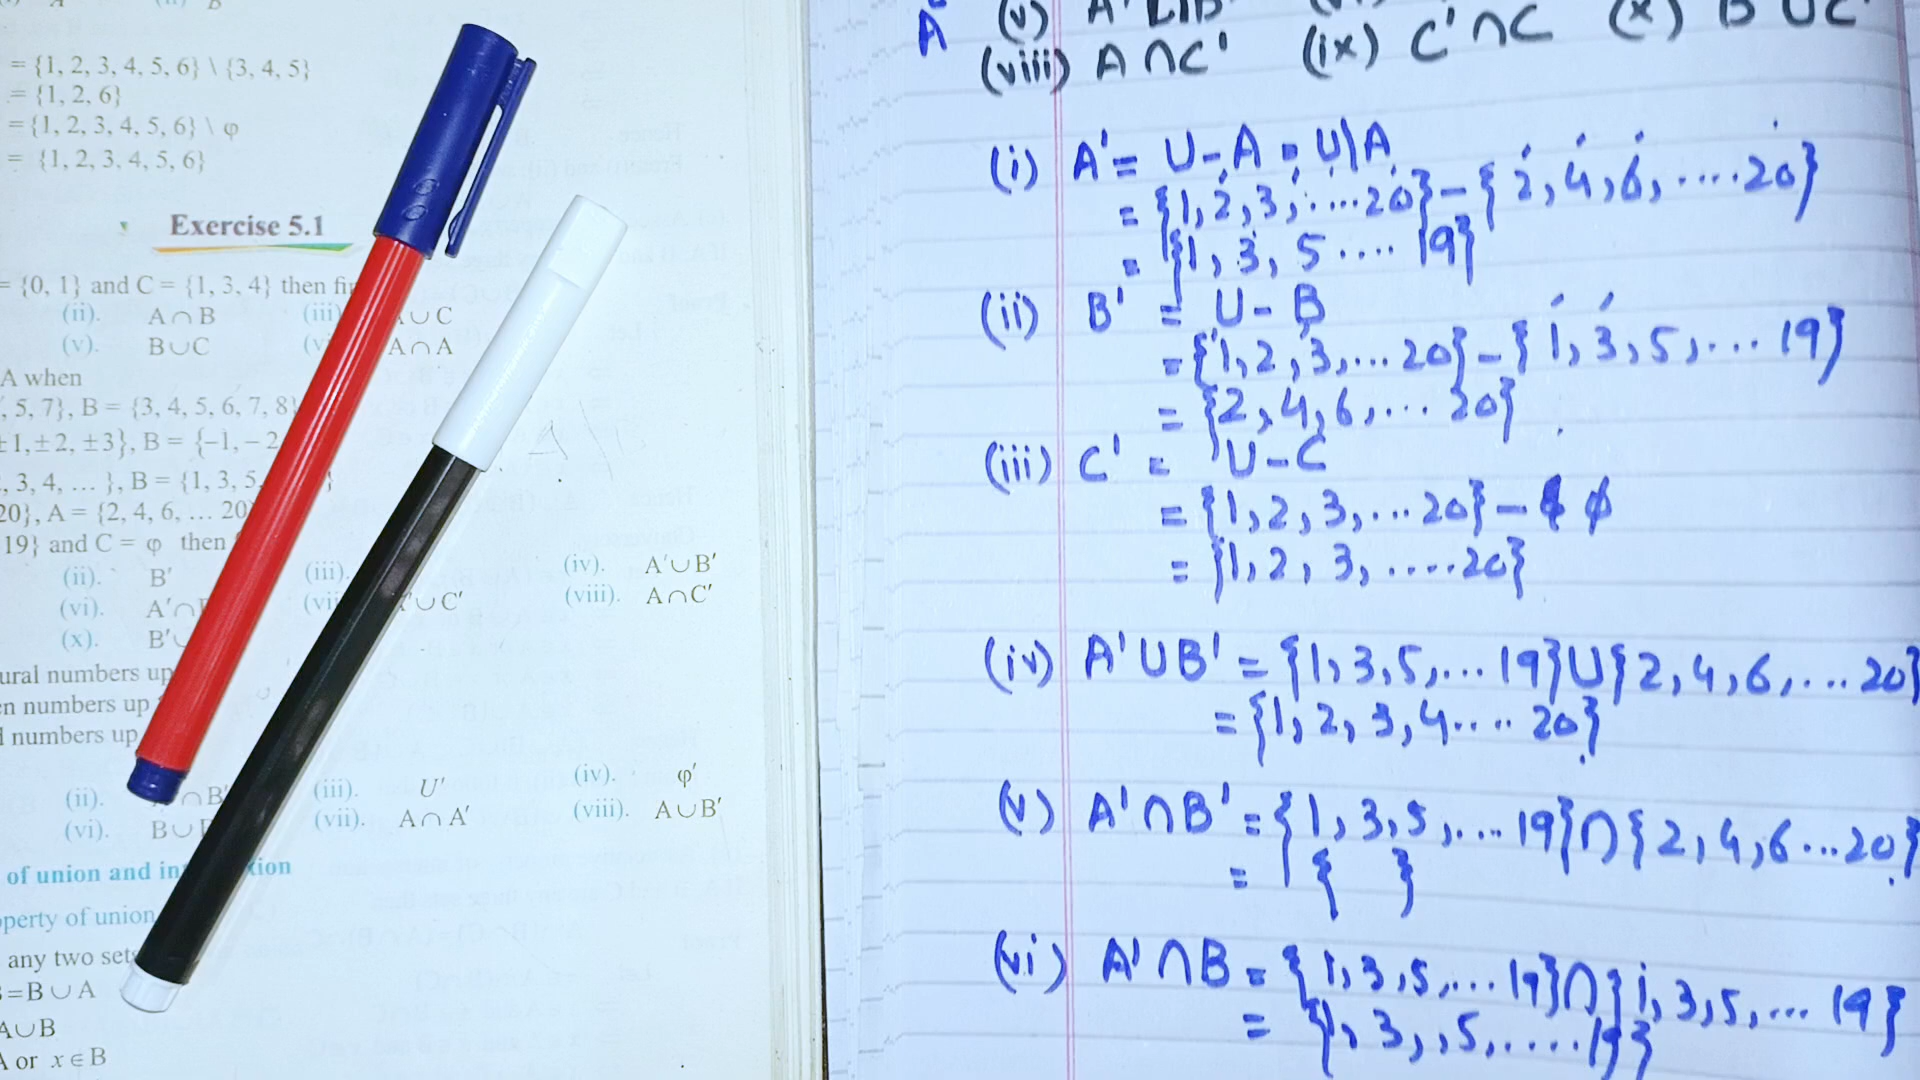 = {1, 2, 3, 4, 5, 6} \ {3, 4, 5}
= {1, 2, 6}
= {1, 2, 3, 4, 5, 6} \ φ
= {1, 2, 3, 4, 5, 6}
Exercise 5.1
= {0, 1} and C = {1, 3, 4} then
(ii). A∩B (iii) ∪C
(v). B∪C A∩A
A when
, 5, 7}, B = {3, 4, 5, 6, 7, 8}
±1, ±2, ±3}, B = {−1, −2
, 3, 4, ... }, B = {1, 3, 5, }
20}, A = {2, 4, 6, ... 20}
19} and C = φ then
(ii). B′ (iii). (iv). A′∪B′
(vi). A′∩ ∪C′ (viii). A∩C′
(x). B′∪
numbers up
numbers up
numbers up
(ii). ∩B′ (iii). U′ (iv). φ′
(vi). B∪ (vii). A∩A′ (viii). A∪B′
of union and
of union
any two sets
=B∪A
A∪B
A or x∈B
A (v)
(viii) A∩C' (ix) C'∩C (x) B ∪C'
(i) A' = U-A = U\A
= {1,2,3,....20} - {2,4,6,....20}
= {1,3,5....19}
(ii) B' = U-B
= {1,2,3,...20} - {1,3,5,...19}
= {2,4,6,...20}
(iii) C' = U-C
= {1,2,3,...20} - φ
= {1,2,3,....20}
(iv) A'∪B' = {1,3,5,...19}∪{2,4,6,...20}
= {1,2,3,4....20}
(v) A'∩B' = {1,3,5,...19}∩{2,4,6...20}
= { }
(vi) A'∩B = {1,3,5,...19}∩{1,3,5,...19}
= {1,3,,5,....19}